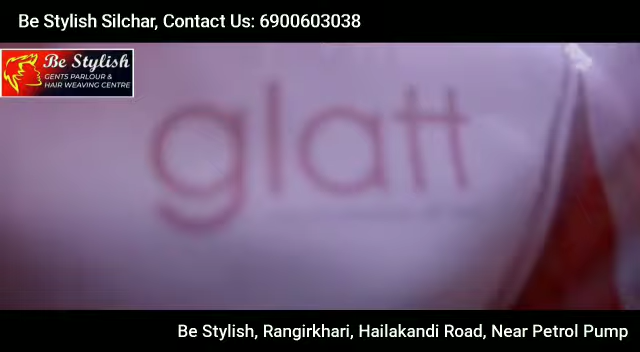 Be Stylish Silchar, Contact Us: 6900603038
Be Stylish
GENTS PARLOUR &
HAIR WEAVING CENTRE
glatt
Be Stylish, Rangirkhari, Hailakandi Road, Near Petrol Pump